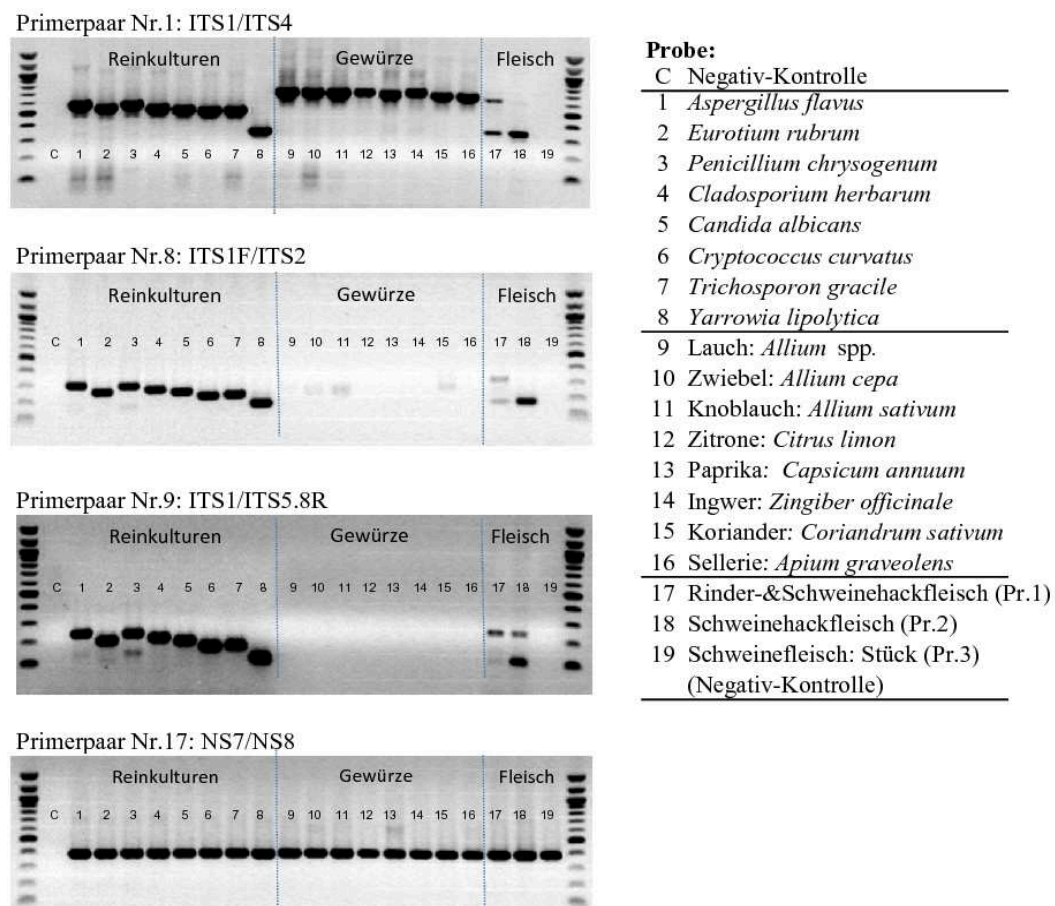 Primerpaar Nr.1: ITS1/ITS4
Reinkulturen Gewürze Fleisch
C 1 2 3 4 5 6 7 8 9 10 11 12 13 14 15 16 17 18 19
Primerpaar Nr.8: ITS1F/ITS2
Reinkulturen Gewürze Fleisch
C 1 2 3 4 5 6 7 8 9 10 11 12 13 14 15 16 17 18 19
Primerpaar Nr.9: ITS1/ITS5.8R
Reinkulturen Gewürze Fleisch
C 1 2 3 4 5 6 7 8 9 10 11 12 13 14 15 16 17 18 19
Primerpaar Nr.17: NS7/NS8
Reinkulturen Gewürze Fleisch
C 1 2 3 4 5 6 7 8 9 10 11 12 13 14 15 16 17 18 19
Probe:
C Negativ-Kontrolle
1 Aspergillus flavus
2 Eurotium rubrum
3 Penicillium chrysogenum
4 Cladosporium herbarum
5 Candida albicans
6 Cryptococcus curvatus
7 Trichosporon gracile
8 Yarrowia lipolytica
9 Lauch: Allium spp.
10 Zwiebel: Allium cepa
11 Knoblauch: Allium sativum
12 Zitrone: Citrus limon
13 Paprika: Capsicum annuum
14 Ingwer: Zingiber officinale
15 Koriander: Coriandrum sativum
16 Sellerie: Apium graveolens
17 Rinder-&Schweinehackfleisch (Pr.1)
18 Schweinehackfleisch (Pr.2)
19 Schweinefleisch: Stück (Pr.3)
(Negativ-Kontrolle)